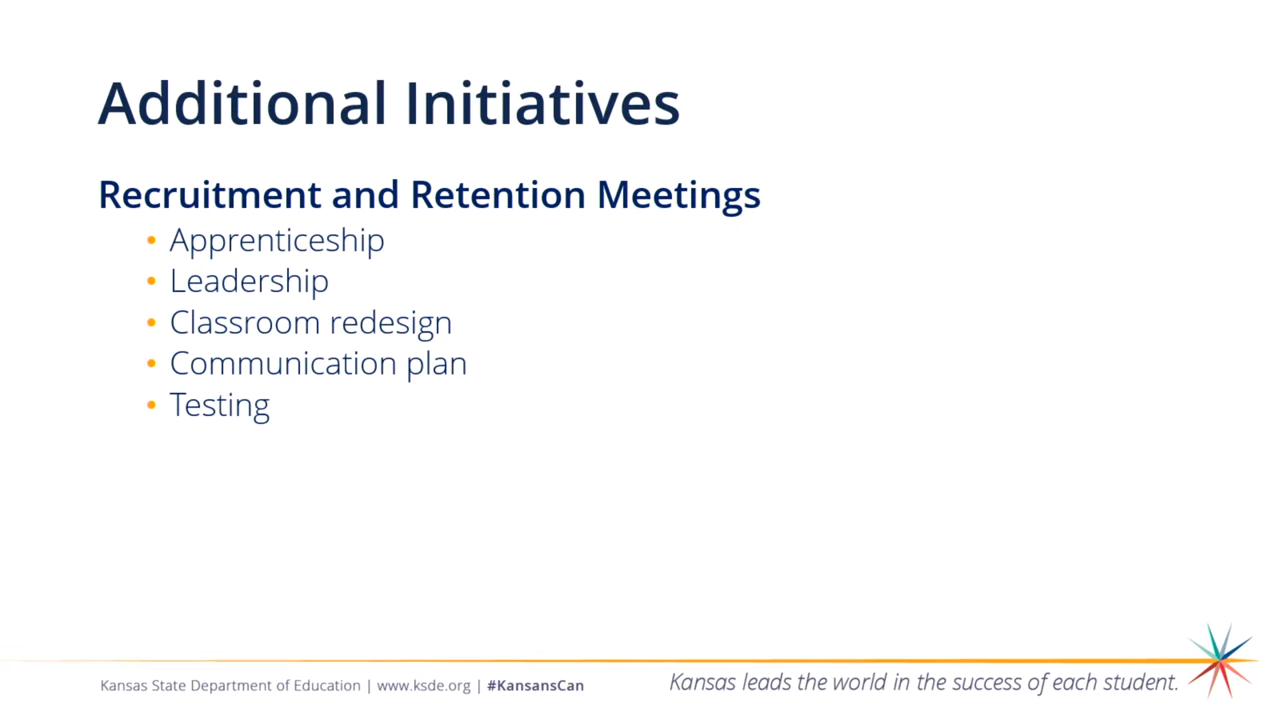 Additional Initiatives
Recruitment and Retention Meetings
• Apprenticeship
• Leadership
• Classroom redesign
• Communication plan
• Testing
Kansas State Department of Education | www.ksde.org | #KansansCan
Kansas leads the world in the success of each student.